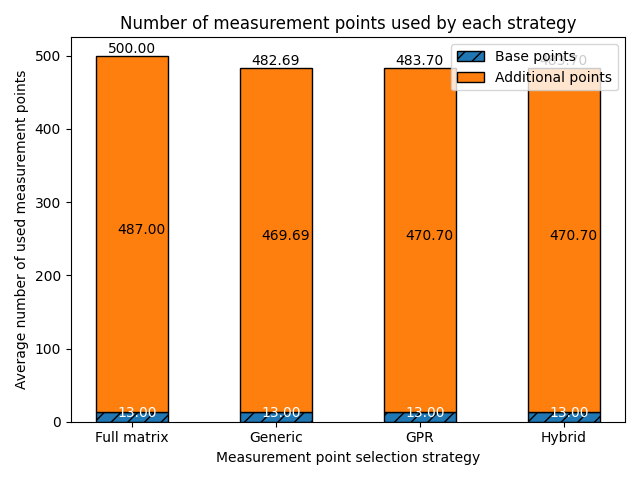 Number of measurement points used by each strategy
Average number of used measurement points
500
400
300
200
100
0
500.00
482.69
483.70
483.70
Base points
Additional points
487.00
469.69
470.70
470.70
13.00
13.00
13.00
13.00
Full matrix
Generic
GPR
Hybrid
Measurement point selection strategy